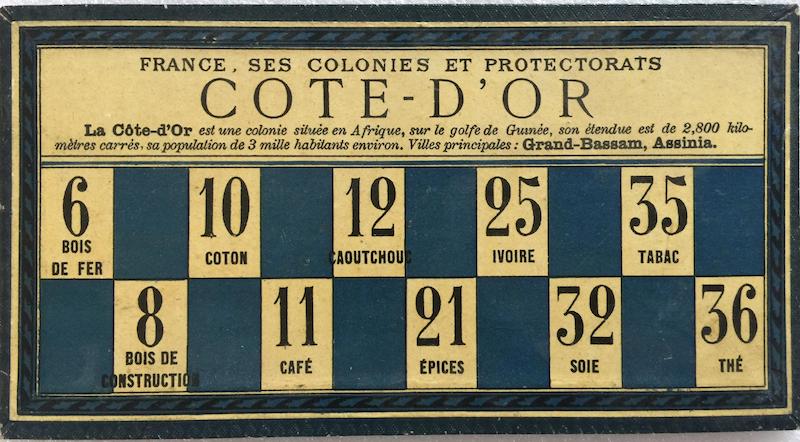 FRANCE, SES COLONIES ET PROTECTORATS
COTE-D'OR
La Côte-d'Or est une colonie située en Afrique, sur le golfe de Guinée, son étendue est de 2,800 kilo-
mètres carrés, sa population de 3 mille habitants environ. Villes principales : Grand-Bassam, Assinia.
6 10 12 25 35
BOIS
DE FER COTON CAOUTCHOUC IVOIRE TABAC
8 11 21 32 36
BOIS DE
CONSTRUCTION CAFÉ ÉPICES SOIE THÉ